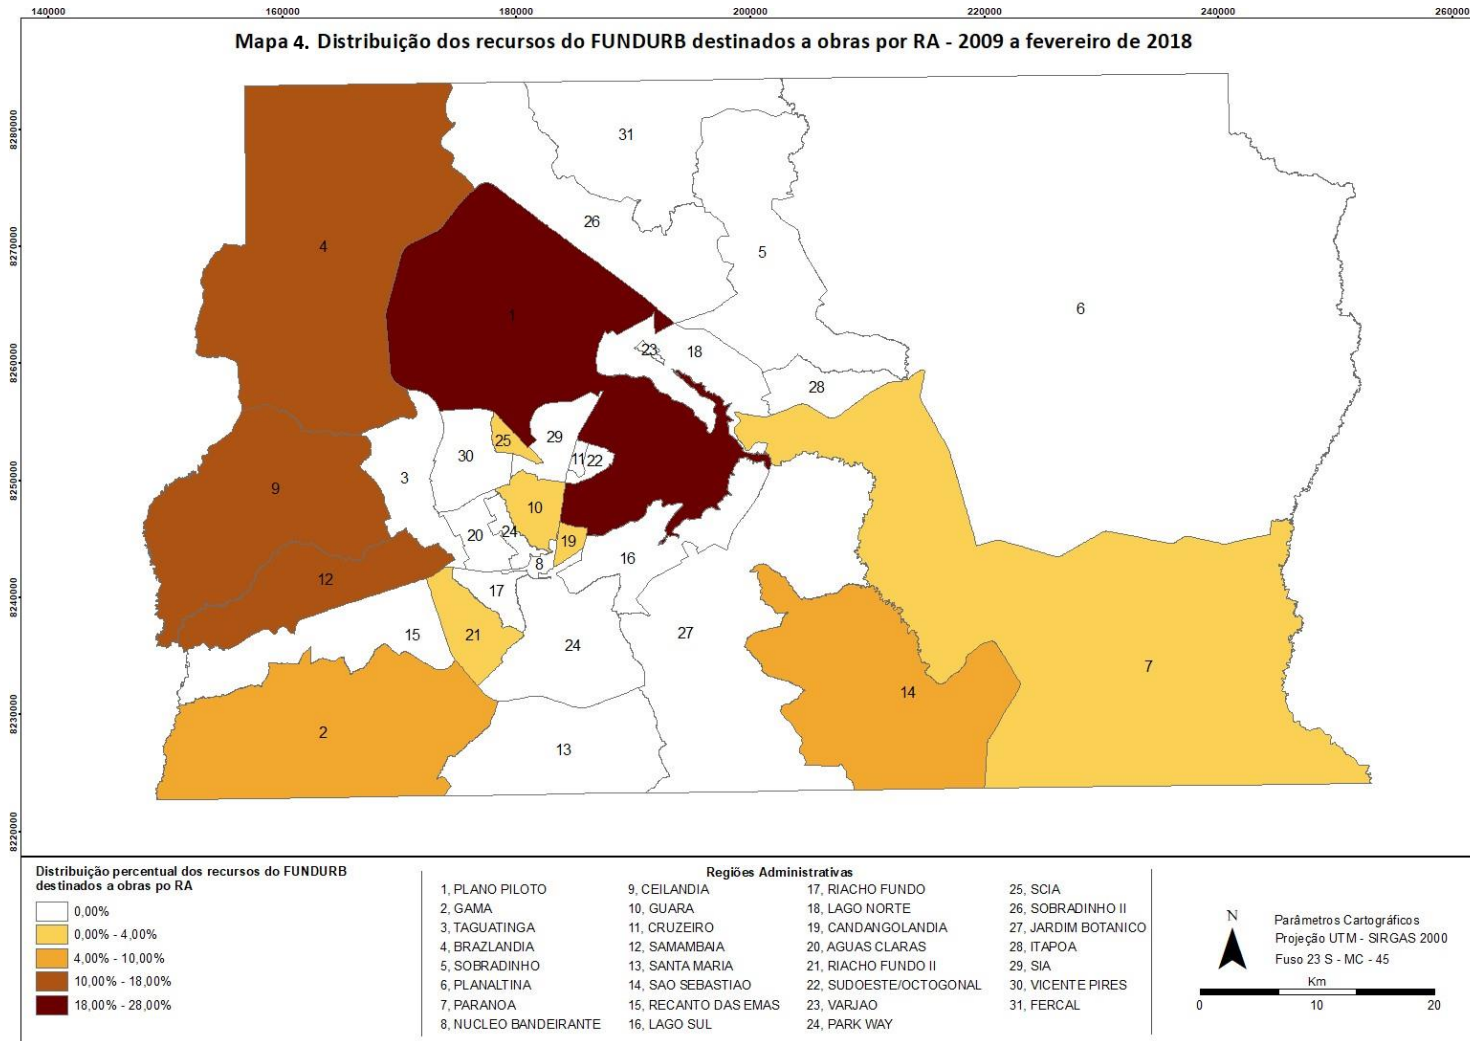 140000 160000 180000 200000 220000 240000 260000
Mapa 4. Distribuição dos recursos do FUNDURB destinados a obras por RA - 2009 a fevereiro de 2018
8280000
8270000
8260000
8250000
8240000
8230000
8220000
31
26
4
5
6
1
23
18
28
29
25
30
11
22
3
9
10
20
24
19
8
16
12
17
15
21
27
24
7
14
2
13
Distribuição percentual dos recursos do FUNDURB
destinados a obras po RA
0,00%
0,00% - 4,00%
4,00% - 10,00%
10,00% - 18,00%
18,00% - 28,00%
Regiões Administrativas
1, PLANO PILOTO
2, GAMA
3, TAGUATINGA
4, BRAZLANDIA
5, SOBRADINHO
6, PLANALTINA
7, PARANOA
8, NUCLEO BANDEIRANTE
9, CEILANDIA
10, GUARA
11, CRUZEIRO
12, SAMAMBAIA
13, SANTA MARIA
14, SAO SEBASTIAO
15, RECANTO DAS EMAS
16, LAGO SUL
17, RIACHO FUNDO
18, LAGO NORTE
19, CANDANGOLANDIA
20, AGUAS CLARAS
21, RIACHO FUNDO II
22, SUDOESTE/OCTOGONAL
23, VARJAO
24, PARK WAY
25, SCIA
26, SOBRADINHO II
27, JARDIM BOTANICO
28, ITAPOA
29, SIA
30, VICENTE PIRES
31, FERCAL
N
Parâmetros Cartográficos
Projeção UTM - SIRGAS 2000
Fuso 23 S - MC - 45
Km
0 10 20